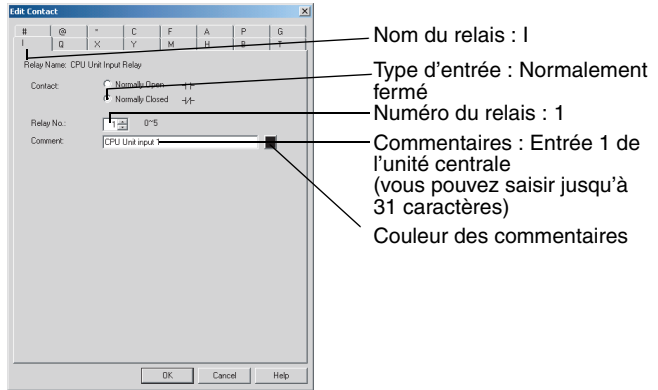 Edit Contact
# @ * C F A P G
I Q X Y M H B T
Relay Name: CPU Unit Input Relay
Contact: Normally Open
Normally Closed
Relay No.: 1 0~5
Comment: CPU Unit input 1
OK Cancel Help
Nom du relais : I
Type d'entrée : Normalement
fermé
Numéro du relais : 1
Commentaires : Entrée 1 de
l'unité centrale
(vous pouvez saisir jusqu'à
31 caractères)
Couleur des commentaires